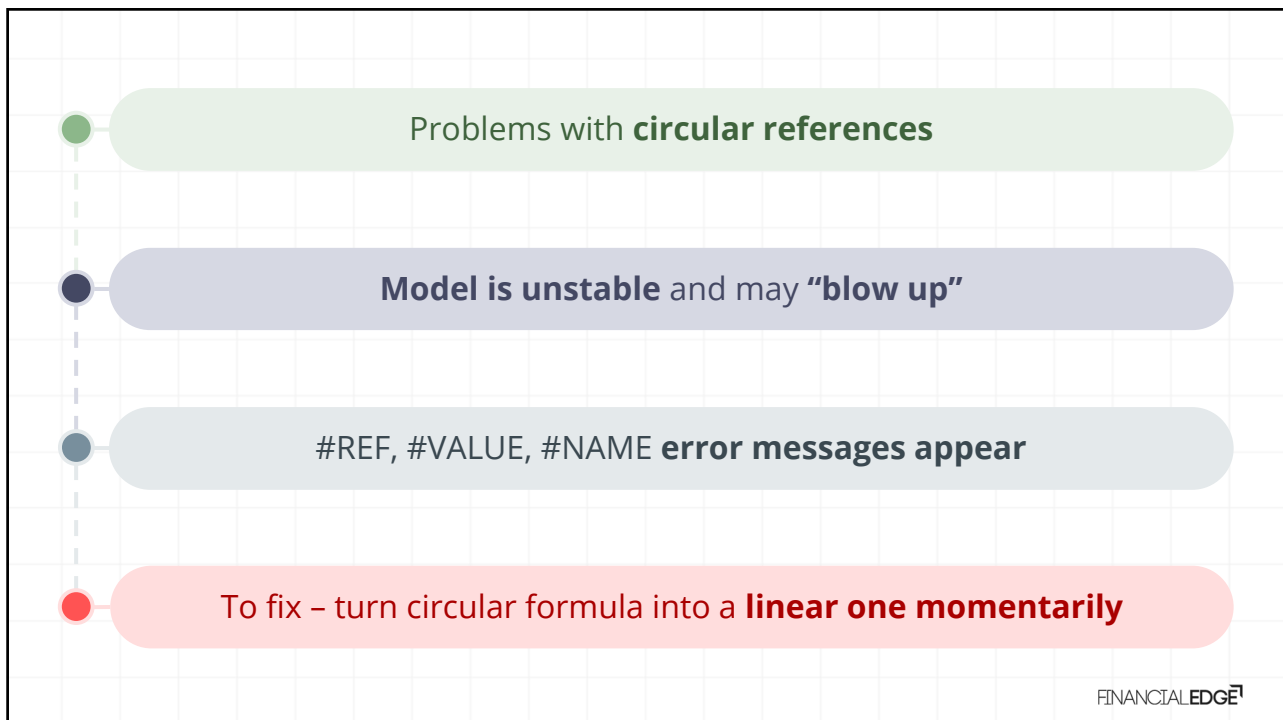 Problems with circular references
Model is unstable and may “blow up”
#REF, #VALUE, #NAME error messages appear
To fix – turn circular formula into a linear one momentarily
FINANCIALEDGE